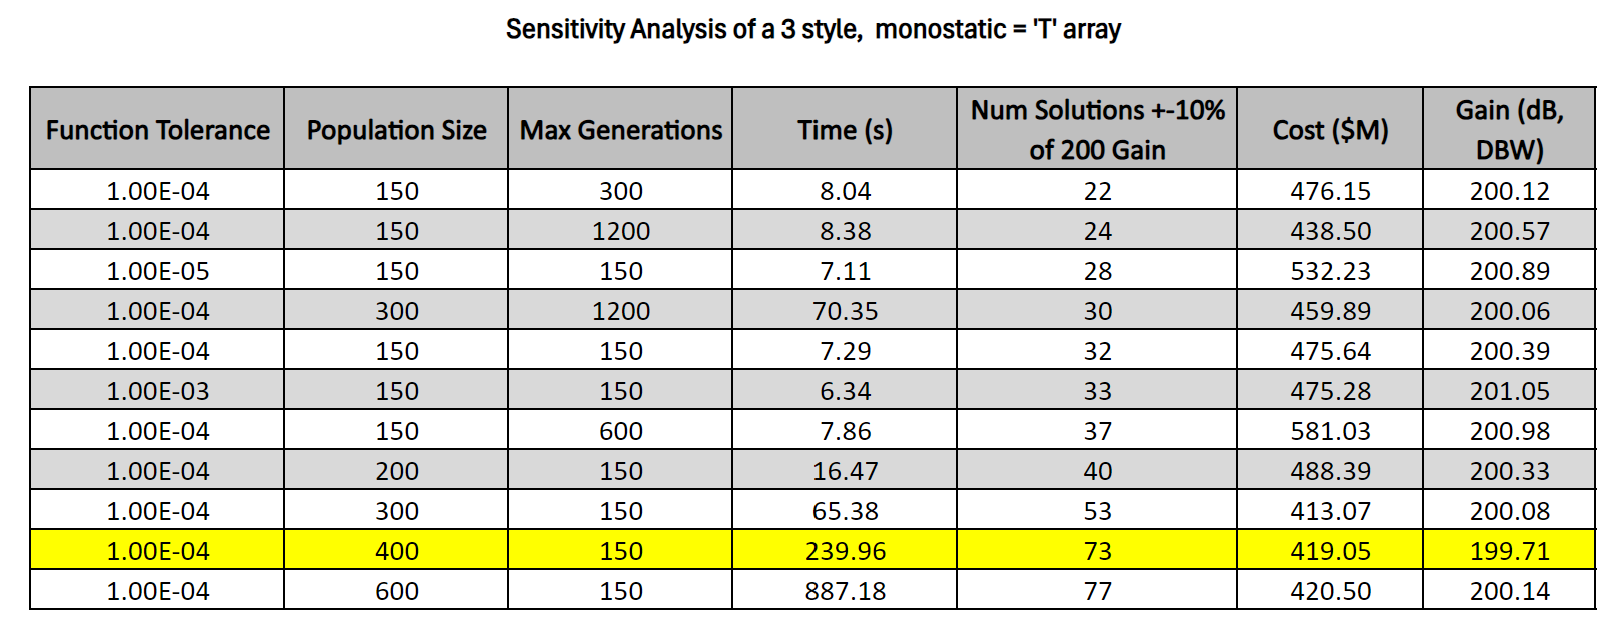 Sensitivity Analysis of a 3 style,  monostatic = 'T' array
Function Tolerance Population Size Max Generations Time (s) Num Solutions +-10% of 200 Gain Cost ($M) Gain (dB, DBW)
1.00E-04 150 300 8.04 22 476.15 200.12
1.00E-04 150 1200 8.38 24 438.50 200.57
1.00E-05 150 150 7.11 28 532.23 200.89
1.00E-04 300 1200 70.35 30 459.89 200.06
1.00E-04 150 150 7.29 32 475.64 200.39
1.00E-03 150 150 6.34 33 475.28 201.05
1.00E-04 150 600 7.86 37 581.03 200.98
1.00E-04 200 150 16.47 40 488.39 200.33
1.00E-04 300 150 65.38 53 413.07 200.08
1.00E-04 400 150 239.96 73 419.05 199.71
1.00E-04 600 150 887.18 77 420.50 200.14